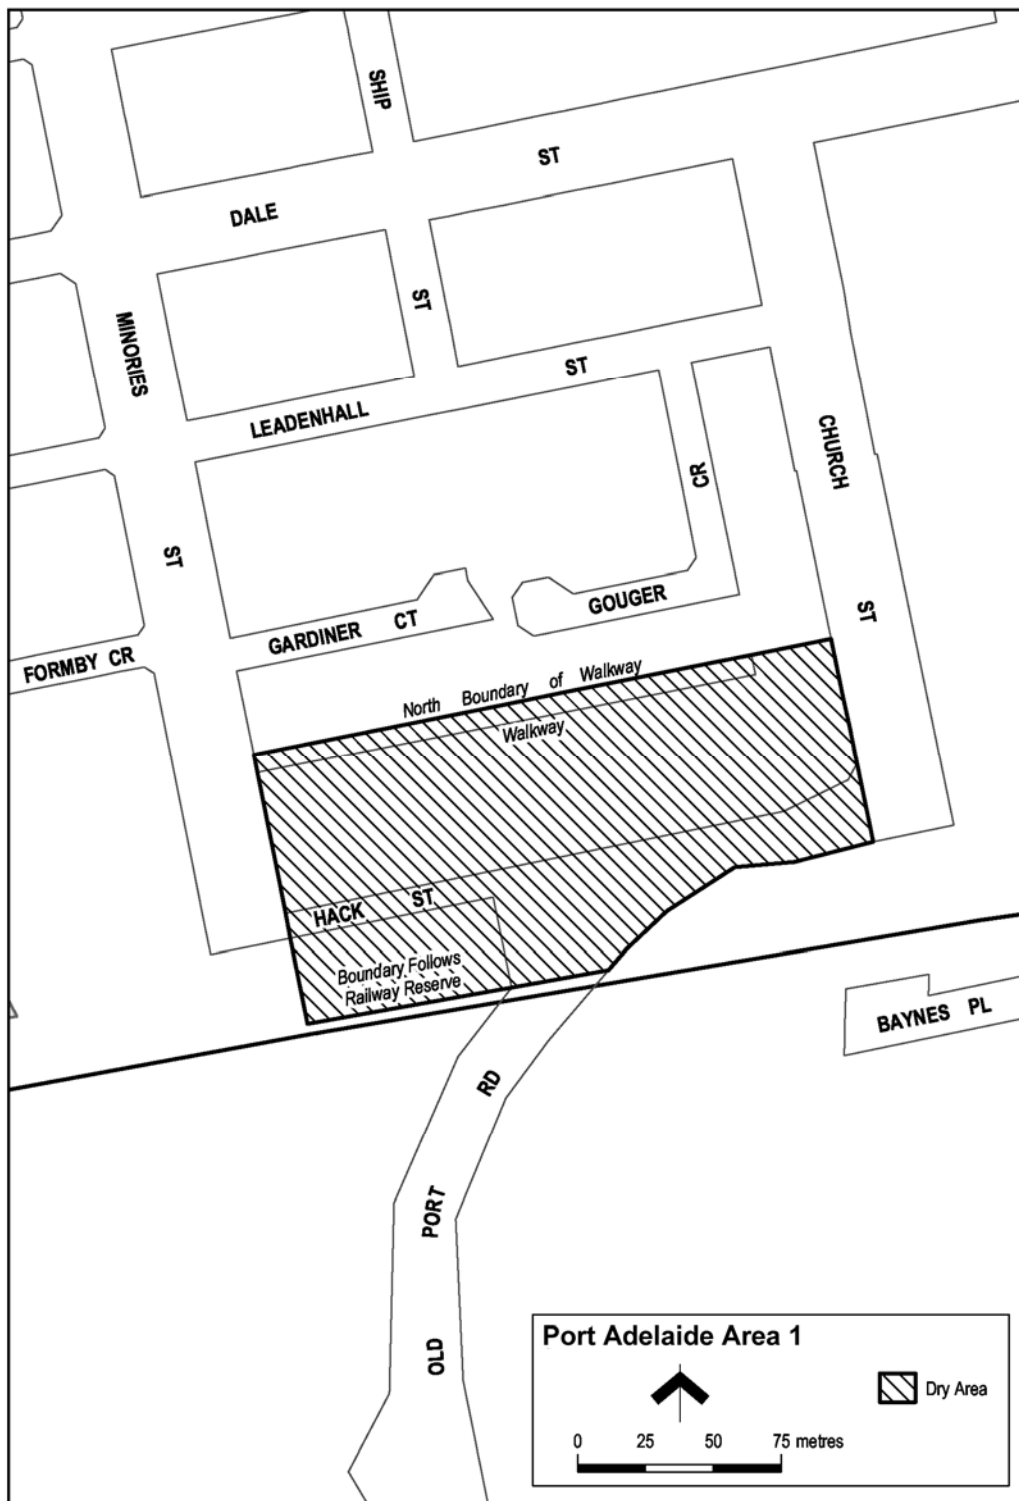 SHIP
ST
DALE
ST
MINORIES
ST
LEADENHALL
CHURCH
CR
ST
GOUGER
ST
GARDINER CT
FORMBY CR
North Boundary of Walkway
Walkway
HACK ST
Boundary Follows
Railway Reserve
BAYNES PL
RD
PORT
OLD
Port Adelaide Area 1
Dry Area
0 25 50 75 metres